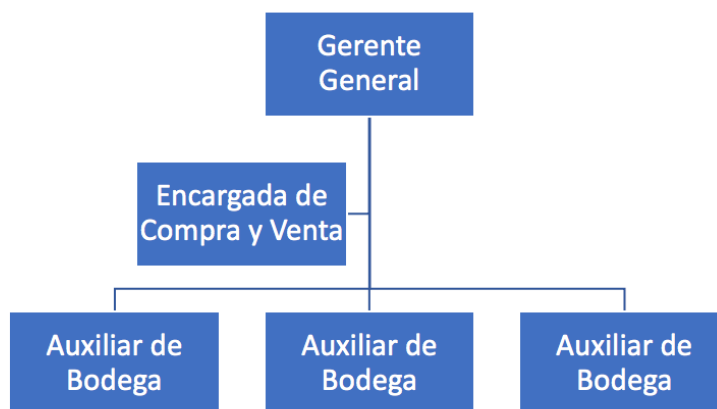 Gerente
General
Encargada de
Compra y Venta
Auxiliar de
Bodega
Auxiliar de
Bodega
Auxiliar de
Bodega